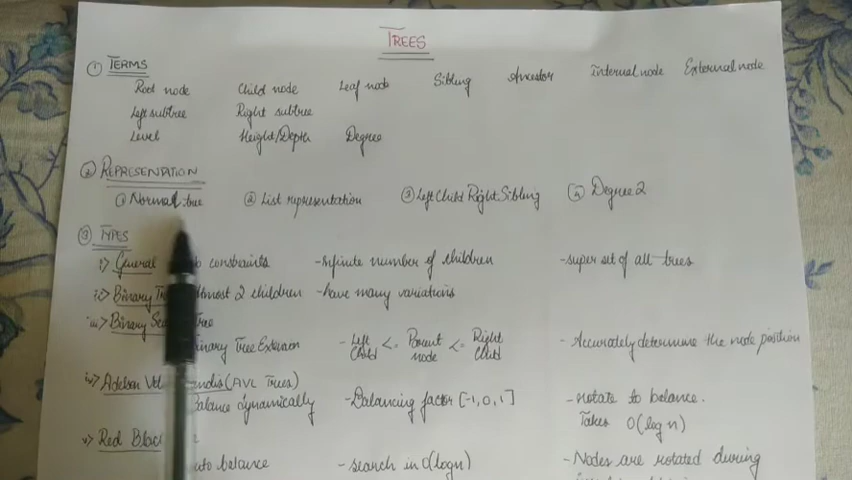 TREES
① TERMS
Root node Child node Leaf node Sibling Ancestor Internal node External node
Left subtree Right subtree
Level Height/Depth Degree
② REPRESENTATION
① Normal tree ② List representation ③ Left Child Right Sibling ④ Degree 2
③ TYPES
i> General constraints - Infinite number of children - super set of all trees
ii> Binary Atmost 2 children - have many variations
iii> Binary Tree
Binary Tree Extension - Left Child <= Parent node <= Right Child - Accurately determine the node position
iv> Adelson (AVL Trees)
Balance dynamically - Balancing factor [-1, 0, 1] - rotate to balance.
Takes O(log n)
v> Red Black
auto balance - search in O(logn) - Nodes are rotated during